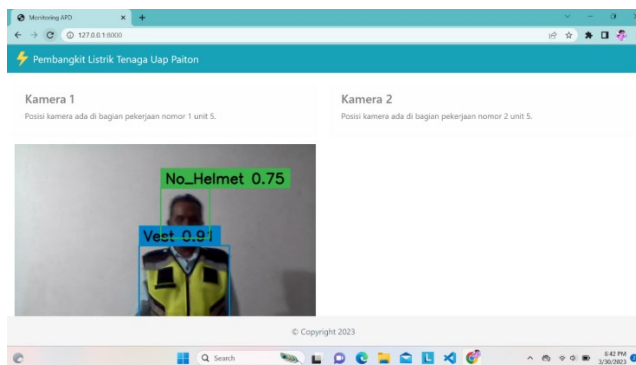 Monitoring APD
127.0.0.1:8000
Pembangkit Listrik Tenaga Uap Paiton
Kamera 1
Posisi kamera ada di bagian pekerjaan nomor 1 unit 5.
Kamera 2
Posisi kamera ada di bagian pekerjaan nomor 2 unit 5.
No_Helmet 0.75
Vest 0.91
© Copyright 2023
Search
6:42 PM
3/30/2023